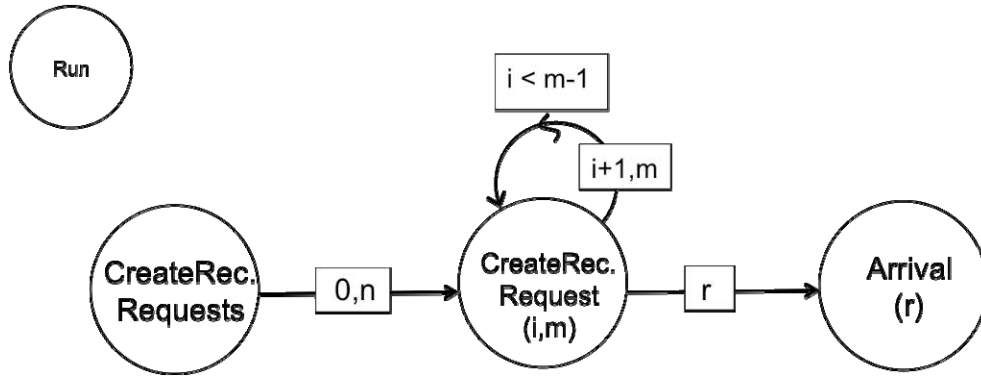 Run
i < m-1
i+1,m
CreateRec.
Requests
0,n
CreateRec.
Request
(i,m)
r
Arrival
(r)